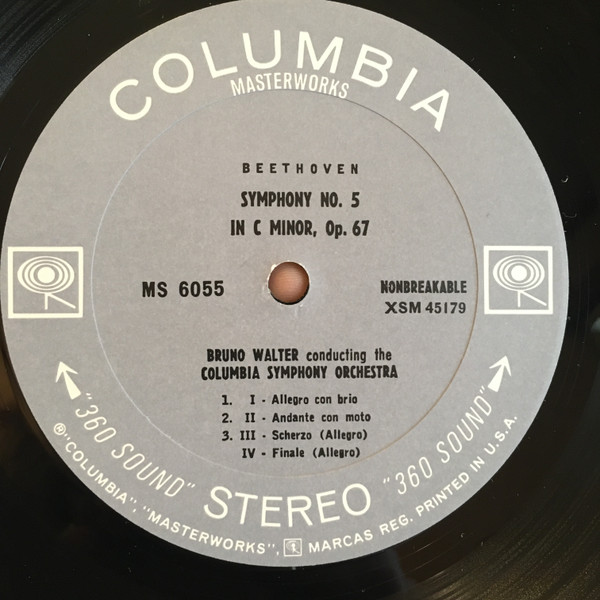 COLUMBIA
MASTERWORKS
BEETHOVEN
SYMPHONY NO. 5
IN C MINOR, Op. 67
MS 6055
NONBREAKABLE
XSM 45179
BRUNO WALTER conducting the
COLUMBIA SYMPHONY ORCHESTRA
1. I - Allegro con brio
2. II - Andante con moto
3. III - Scherzo (Allegro)
IV - Finale (Allegro)
"360 SOUND" STEREO "360 SOUND"
® "COLUMBIA", "MASTERWORKS", MARCAS REG. PRINTED IN U.S.A.